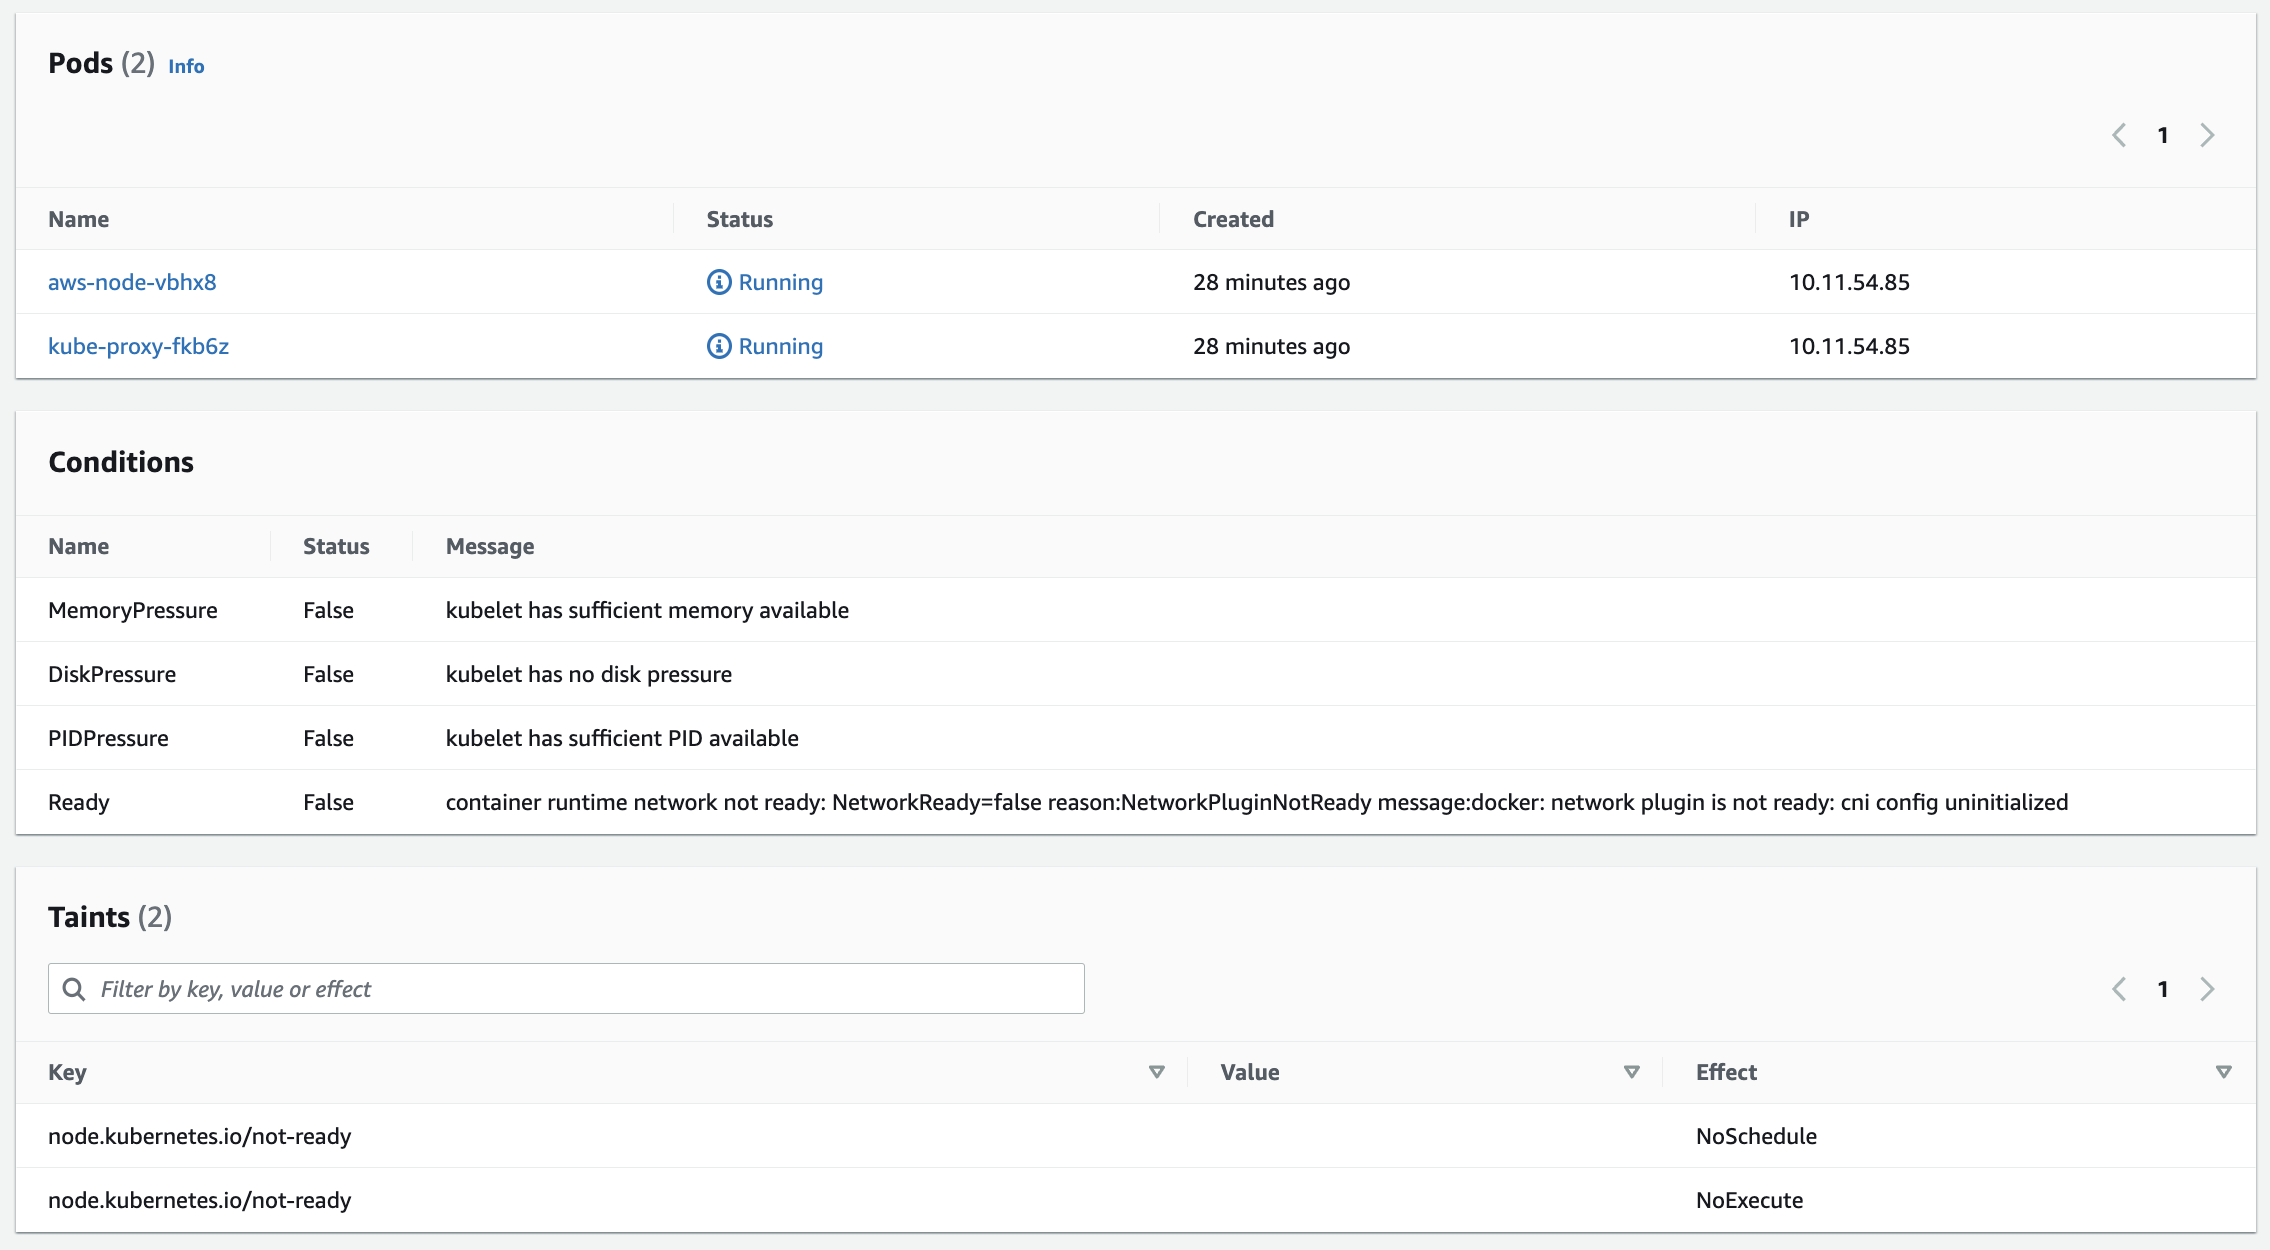 Pods (2) Info
1
Name Status Created IP
aws-node-vbhx8 Running 28 minutes ago 10.11.54.85
kube-proxy-fkb6z Running 28 minutes ago 10.11.54.85
Conditions
Name Status Message
MemoryPressure False kubelet has sufficient memory available
DiskPressure False kubelet has no disk pressure
PIDPressure False kubelet has sufficient PID available
Ready False container runtime network not ready: NetworkReady=false reason:NetworkPluginNotReady message:docker: network plugin is not ready: cni config uninitialized
Taints (2)
Filter by key, value or effect
1
Key Value Effect
node.kubernetes.io/not-ready NoSchedule
node.kubernetes.io/not-ready NoExecute